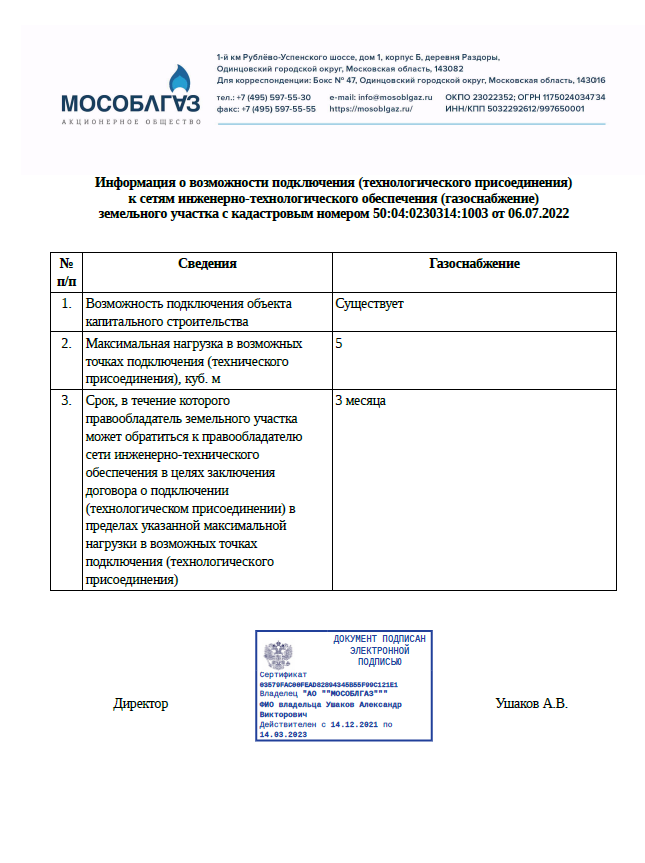 МОСОБЛГАЗ
АКЦИОНЕРНОЕ ОБЩЕСТВО
1-й км Рублёво-Успенского шоссе, дом 1, корпус Б, деревня Раздоры,
Одинцовский городской округ, Московская область, 143082
Для корреспонденции: Бокс № 47, Одинцовский городской округ, Московская область, 143016
тел.: +7 (495) 597-55-30 e-mail: info@mosoblgaz.ru ОКПО 23022352; ОГРН 1175024034734
факс: +7 (495) 597-55-55 https://mosoblgaz.ru/ ИНН/КПП 5032292612/997650001
Информация о возможности подключения (технологического присоединения)
к сетям инженерно-технологического обеспечения (газоснабжение)
земельного участка с кадастровым номером 50:04:0230314:1003 от 06.07.2022
№ п/п Сведения Газоснабжение
1. Возможность подключения объекта Существует
капитального строительства
2. Максимальная нагрузка в возможных 5
точках подключения (технического
присоединения), куб. м
3. Срок, в течение которого 3 месяца
правообладатель земельного участка
может обратиться к правообладателю
сети инженерно-технического
обеспечения в целях заключения
договора о подключении
(технологическом присоединении) в
пределах указанной максимальной
нагрузки в возможных точках
подключения (технологического
присоединения)
ДОКУМЕНТ ПОДПИСАН
ЭЛЕКТРОННОЙ
ПОДПИСЬЮ
Сертификат
03579FAC00FEAD82804345B55F99C121E1
Владелец "АО ""МОСОБЛГАЗ"""
ФИО владельца Ушаков Александр
Викторович
Действителен с 14.12.2021 по
14.03.2023
Директор Ушаков А.В.